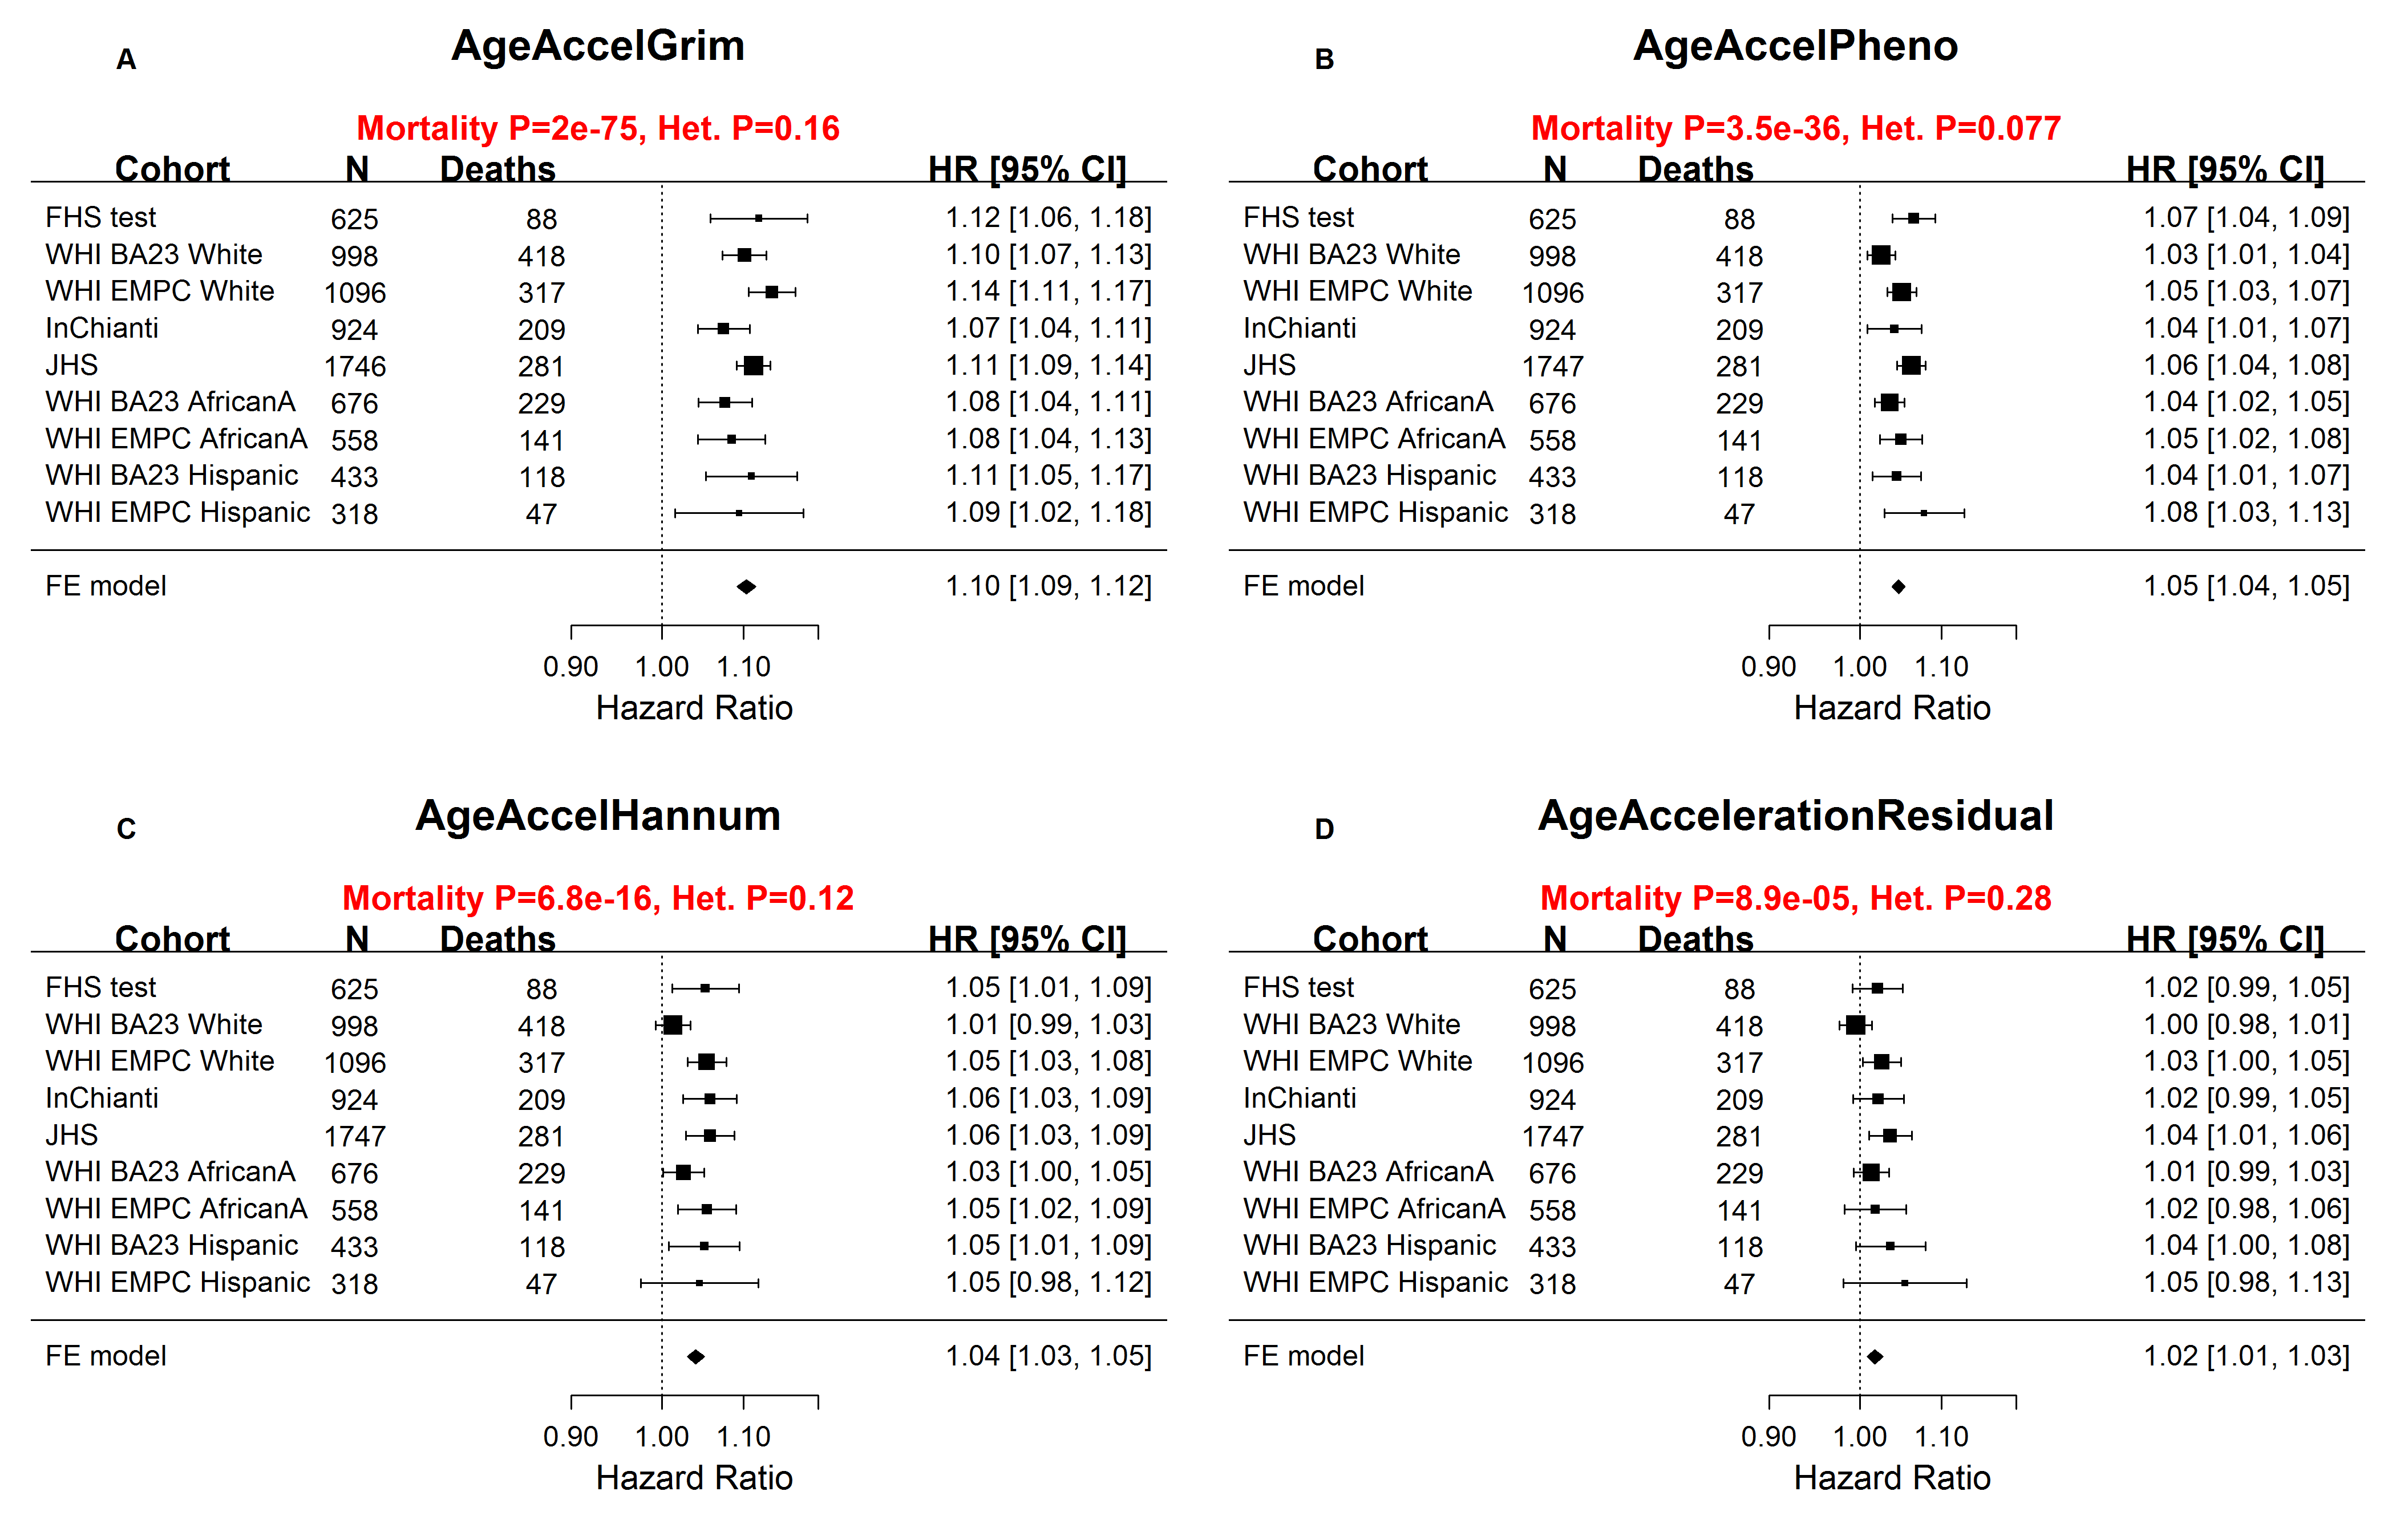 A
AgeAccelGrim
Mortality P=2e-75, Het. P=0.16
Cohort N Deaths HR [95% CI]
FHS test 625 88 1.12 [1.06, 1.18]
WHI BA23 White 998 418 1.10 [1.07, 1.13]
WHI EMPC White 1096 317 1.14 [1.11, 1.17]
InChianti 924 209 1.07 [1.04, 1.11]
JHS 1746 281 1.11 [1.09, 1.14]
WHI BA23 AfricanA 676 229 1.08 [1.04, 1.11]
WHI EMPC AfricanA 558 141 1.08 [1.04, 1.13]
WHI BA23 Hispanic 433 118 1.11 [1.05, 1.17]
WHI EMPC Hispanic 318 47 1.09 [1.02, 1.18]
FE model 1.10 [1.09, 1.12]
0.90 1.00 1.10
Hazard Ratio
B
AgeAccelPheno
Mortality P=3.5e-36, Het. P=0.077
Cohort N Deaths HR [95% CI]
FHS test 625 88 1.07 [1.04, 1.09]
WHI BA23 White 998 418 1.03 [1.01, 1.04]
WHI EMPC White 1096 317 1.05 [1.03, 1.07]
InChianti 924 209 1.04 [1.01, 1.07]
JHS 1747 281 1.06 [1.04, 1.08]
WHI BA23 AfricanA 676 229 1.04 [1.02, 1.05]
WHI EMPC AfricanA 558 141 1.05 [1.02, 1.08]
WHI BA23 Hispanic 433 118 1.04 [1.01, 1.07]
WHI EMPC Hispanic 318 47 1.08 [1.03, 1.13]
FE model 1.05 [1.04, 1.05]
0.90 1.00 1.10
Hazard Ratio
C
AgeAccelHannum
Mortality P=6.8e-16, Het. P=0.12
Cohort N Deaths HR [95% CI]
FHS test 625 88 1.05 [1.01, 1.09]
WHI BA23 White 998 418 1.01 [0.99, 1.03]
WHI EMPC White 1096 317 1.05 [1.03, 1.08]
InChianti 924 209 1.06 [1.03, 1.09]
JHS 1747 281 1.06 [1.03, 1.09]
WHI BA23 AfricanA 676 229 1.03 [1.00, 1.05]
WHI EMPC AfricanA 558 141 1.05 [1.02, 1.09]
WHI BA23 Hispanic 433 118 1.05 [1.01, 1.09]
WHI EMPC Hispanic 318 47 1.05 [0.98, 1.12]
FE model 1.04 [1.03, 1.05]
0.90 1.00 1.10
Hazard Ratio
D
AgeAccelerationResidual
Mortality P=8.9e-05, Het. P=0.28
Cohort N Deaths HR [95% CI]
FHS test 625 88 1.02 [0.99, 1.05]
WHI BA23 White 998 418 1.00 [0.98, 1.01]
WHI EMPC White 1096 317 1.03 [1.00, 1.05]
InChianti 924 209 1.02 [0.99, 1.05]
JHS 1747 281 1.04 [1.01, 1.06]
WHI BA23 AfricanA 676 229 1.01 [0.99, 1.03]
WHI EMPC AfricanA 558 141 1.02 [0.98, 1.06]
WHI BA23 Hispanic 433 118 1.04 [1.00, 1.08]
WHI EMPC Hispanic 318 47 1.05 [0.98, 1.13]
FE model 1.02 [1.01, 1.03]
0.90 1.00 1.10
Hazard Ratio